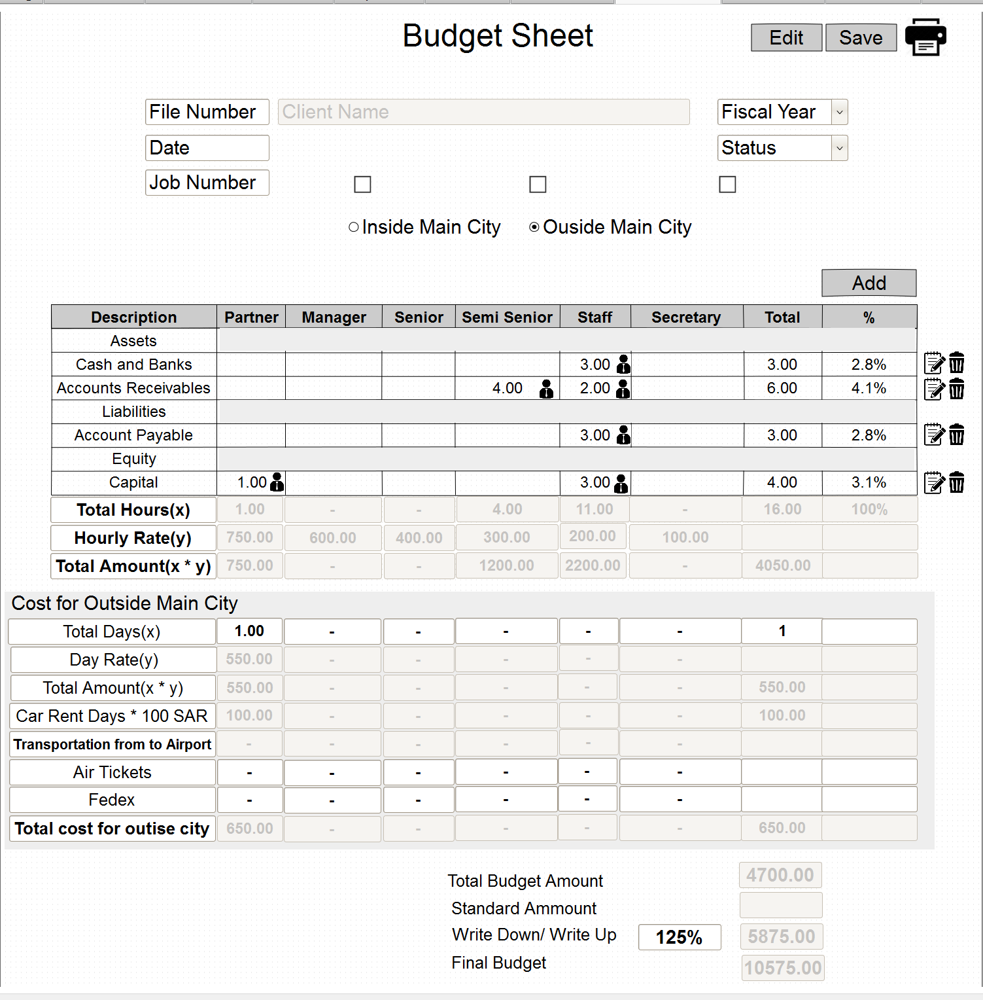 Budget Sheet
Edit Save
File Number Client Name Fiscal Year
Date Status
Job Number
Inside Main City Ouside Main City
Add
Description Partner Manager Senior Semi Senior Staff Secretary Total %
Assets
Cash and Banks 3.00 3.00 2.8%
Accounts Receivables 4.00 2.00 6.00 4.1%
Liabilities
Account Payable 3.00 3.00 2.8%
Equity
Capital 1.00 3.00 4.00 3.1%
Total Hours(x) 1.00 - - 4.00 11.00 - 16.00 100%
Hourly Rate(y) 750.00 600.00 400.00 300.00 200.00 100.00
Total Amount(x * y) 750.00 - - 1200.00 2200.00 - 4050.00
Cost for Outside Main City
Total Days(x) 1.00 - - - - - 1
Day Rate(y) 550.00 - - - - -
Total Amount(x * y) 550.00 - - - - - 550.00
Car Rent Days * 100 SAR 100.00 - - - - - 100.00
Transportation from to Airport - - - - - -
Air Tickets - - - - - -
Fedex - - - - - -
Total cost for outise city 650.00 - - - - - 650.00
Total Budget Amount 4700.00
Standard Ammount
Write Down/ Write Up 125% 5875.00
Final Budget 10575.00